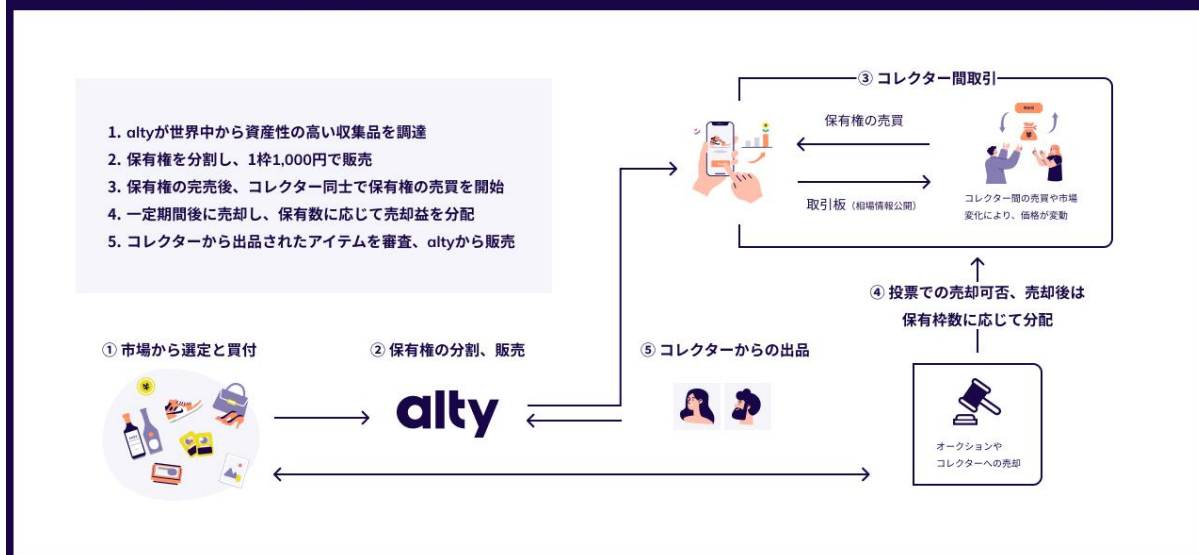 1. altyが世界中から資産性の高い収集品を調達
2. 保有権を分割し、1枠1,000円で販売
3. 保有権の完売後、コレクター同士で保有権の売買を開始
4. 一定期間後に売却し、保有数に応じて売却益を分配
5. コレクターから出品されたアイテムを審査、altyから販売
③ コレクター間取引
保有権の売買
取引板（相場情報公開）
コレクター間の売買や市場
変化により、価格が変動
④ 投票での売却可否、売却後は
保有枠数に応じて分配
① 市場から選定と買付
¥
② 保有権の分割、販売
alty
⑤ コレクターからの出品
オークションや
コレクターへの売却